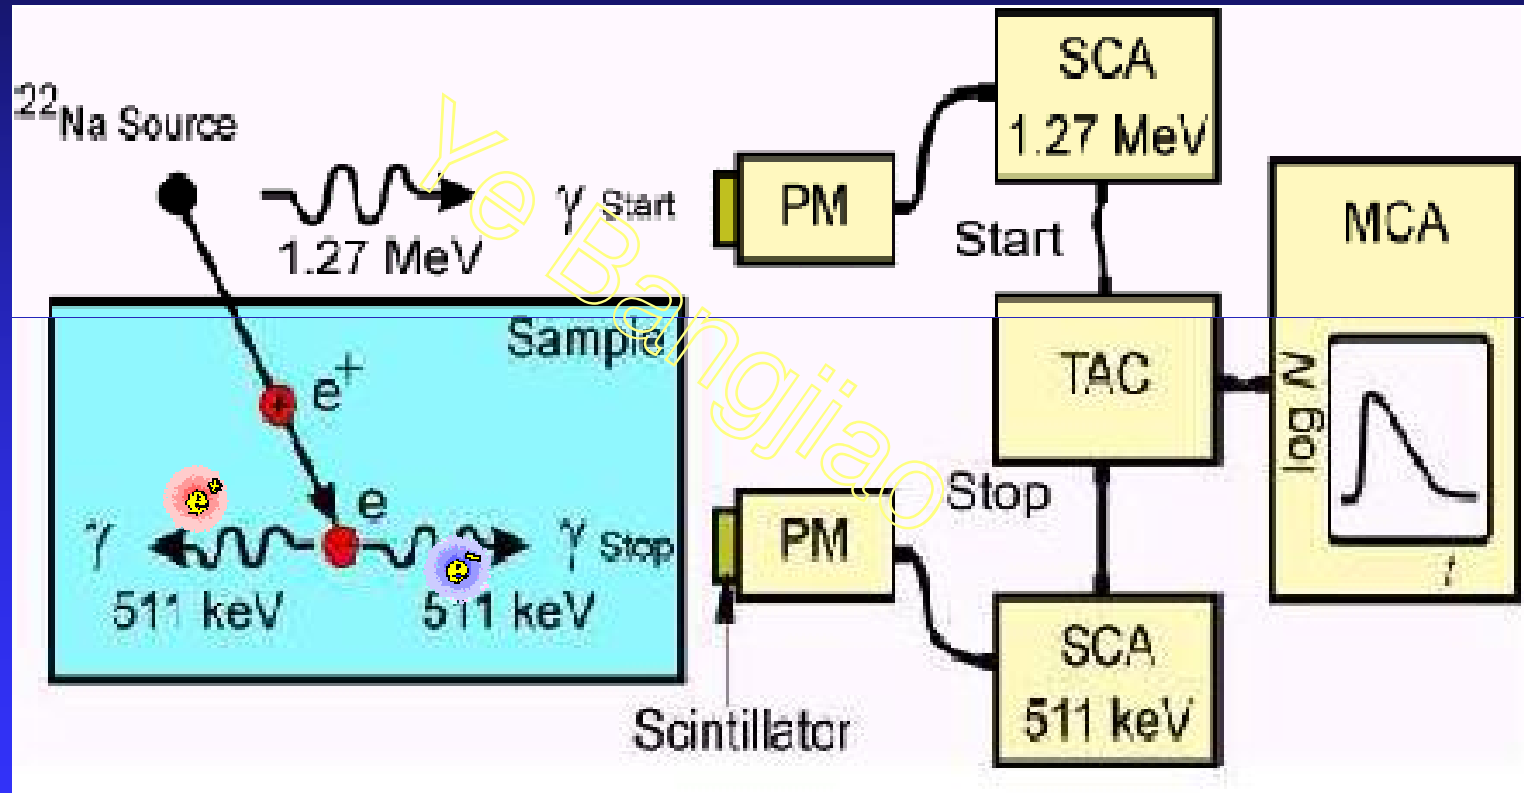 22Na Source
1.27 MeV
γ Start
Sample
e+
e
γ
511 keV
γ Stop
511 keV
PM
PM
Scintillator
SCA
1.27 MeV
Start
TAC
Stop
SCA
511 keV
MCA
log N
t
Ye Bangjiao